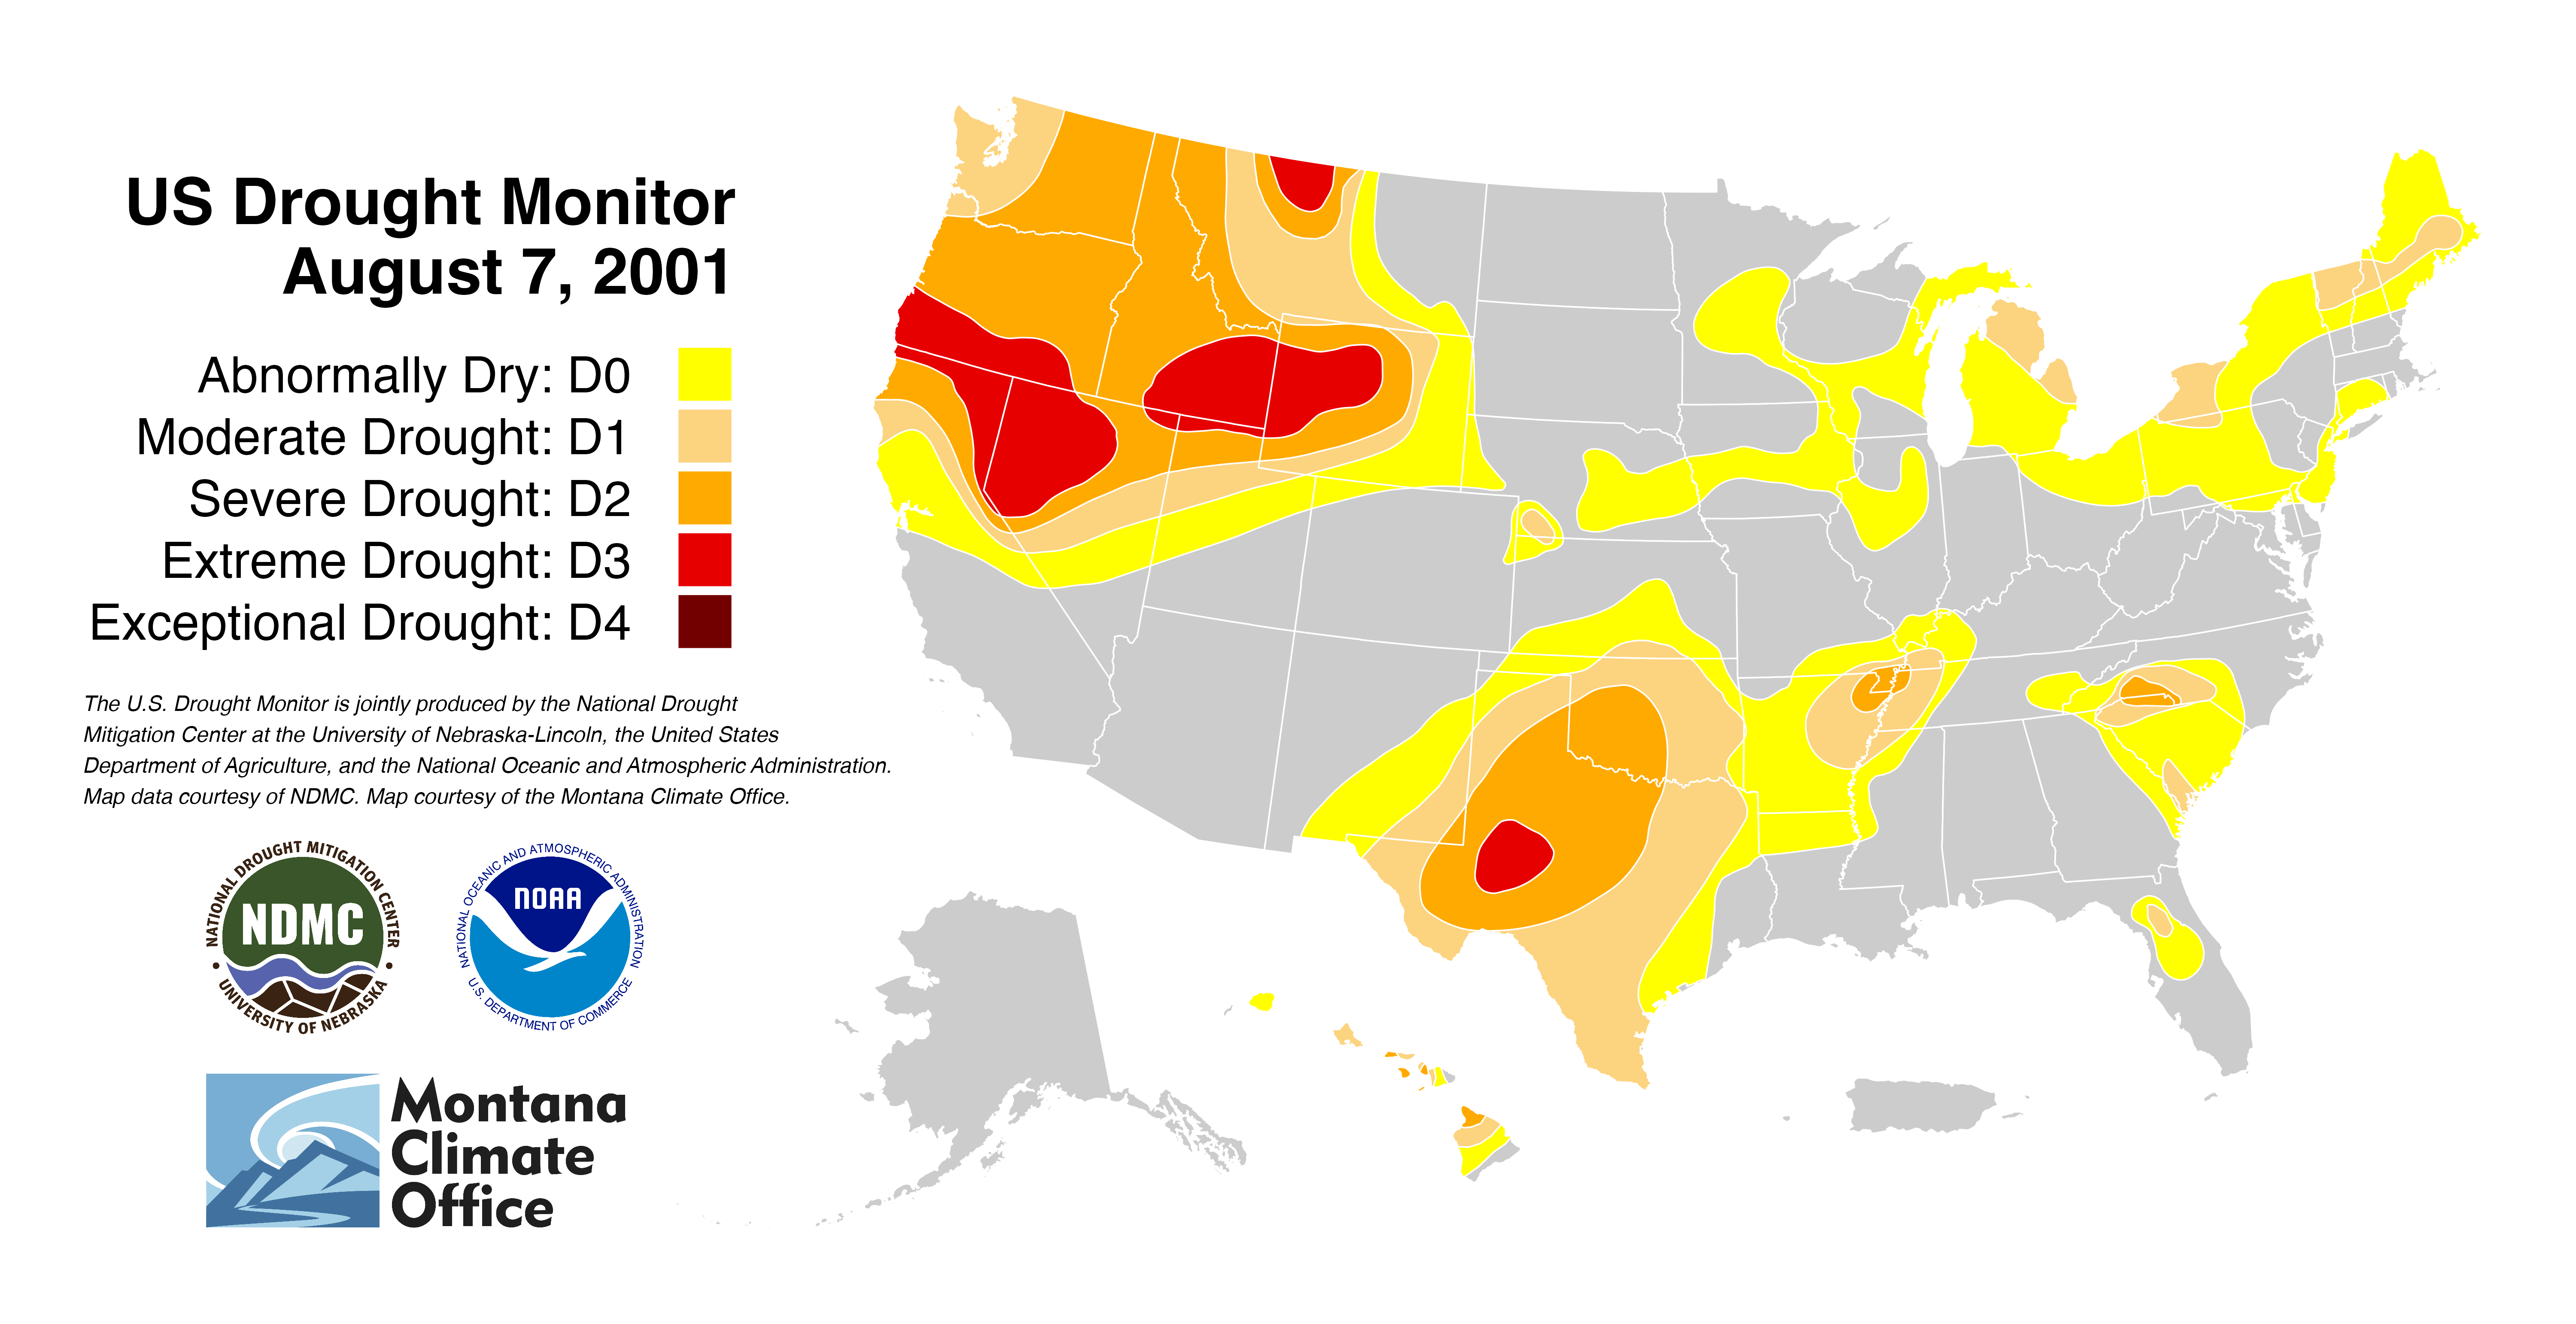 US Drought Monitor
August 7, 2001
Abnormally Dry: D0
Moderate Drought: D1
Severe Drought: D2
Extreme Drought: D3
Exceptional Drought: D4
The U.S. Drought Monitor is jointly produced by the National Drought
Mitigation Center at the University of Nebraska-Lincoln, the United States
Department of Agriculture, and the National Oceanic and Atmospheric Administration.
Map data courtesy of NDMC. Map courtesy of the Montana Climate Office.
NATIONAL DROUGHT MITIGATION CENTER
NDMC
• UNIVERSITY OF NEBRASKA •
NATIONAL OCEANIC AND ATMOSPHERIC ADMINISTRATION
NOAA
U.S. DEPARTMENT OF COMMERCE
Montana
Climate
Office